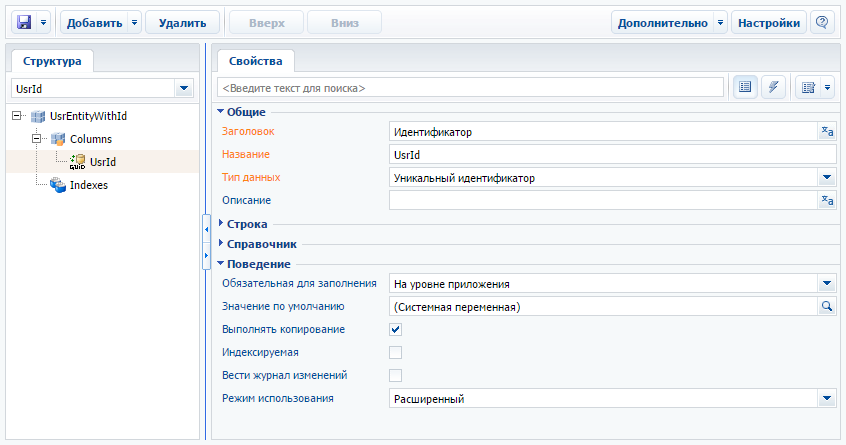 Добавить Удалить Вверх Вниз Дополнительно Настройки
Структура
UsrId
UsrEntityWithId
Columns
GUID UsrId
Indexes
Свойства
<Введите текст для поиска>
Общие
Заголовок Идентификатор
Название UsrId
Тип данных Уникальный идентификатор
Описание
Строка
Справочник
Поведение
Обязательная для заполнения На уровне приложения
Значение по умолчанию (Системная переменная)
Выполнять копирование
Индексируемая
Вести журнал изменений
Режим использования Расширенный